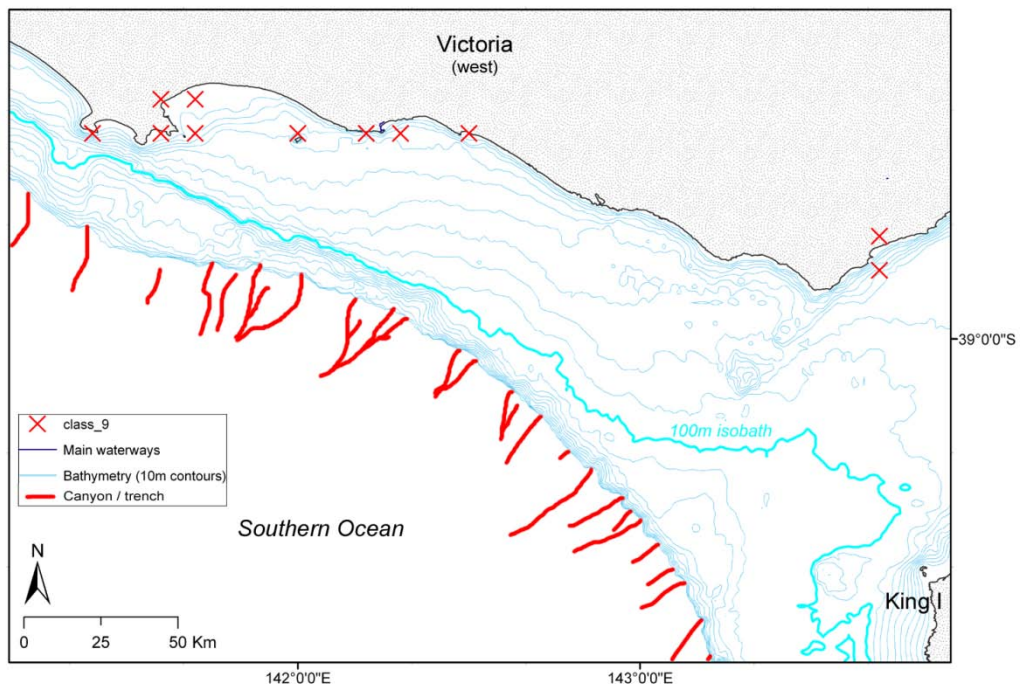 Victoria
(west)
39°0'0"S
100m isobath
class_9
Main waterways
Bathymetry (10m contours)
Canyon / trench
Southern Ocean
N
King I
0 25 50 Km
142°0'0"E 143°0'0"E